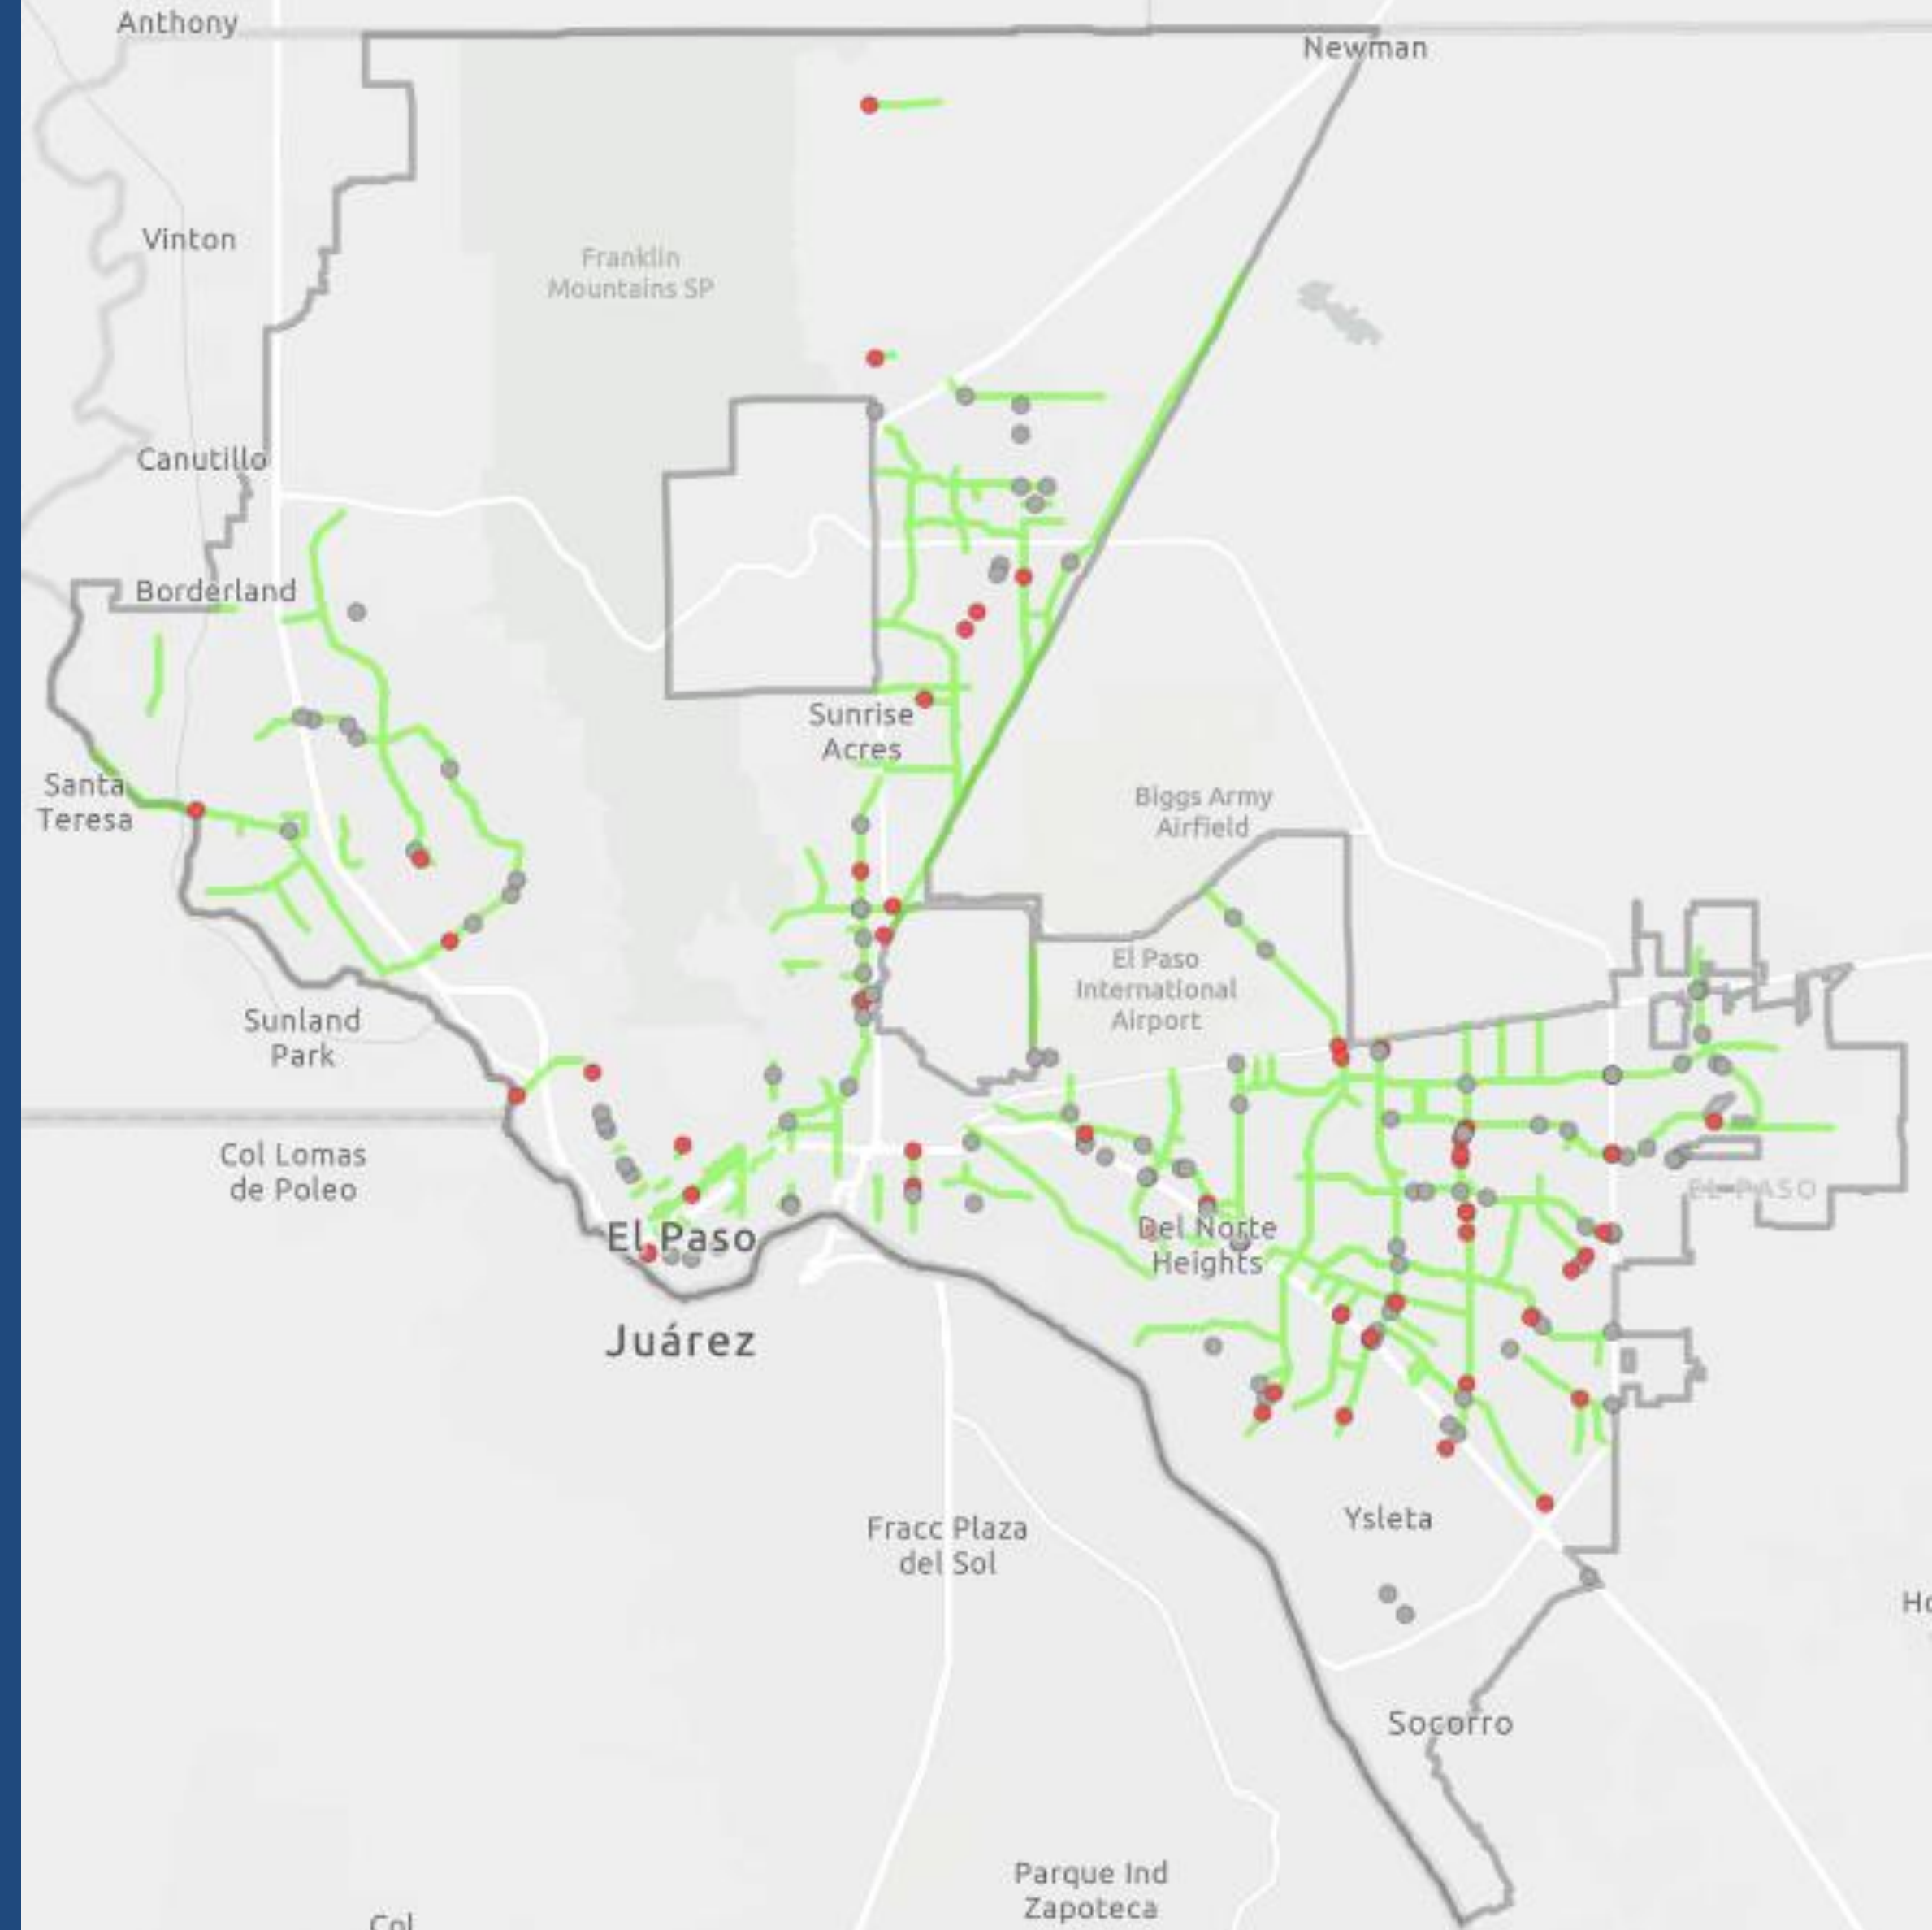 Anthony
Newman
Vinton
Franklin
Mountains SP
Canutillo
Borderland
Sunrise
Acres
Santa
Teresa
Biggs Army
Airfield
El Paso
International
Airport
Sunland
Park
Col Lomas
de Poleo
EL PASO
El Paso
Del Norte
Heights
Juárez
Ysleta
Fracc Plaza
del Sol
Ho
Socorro
Parque Ind
Zapoteca
Col